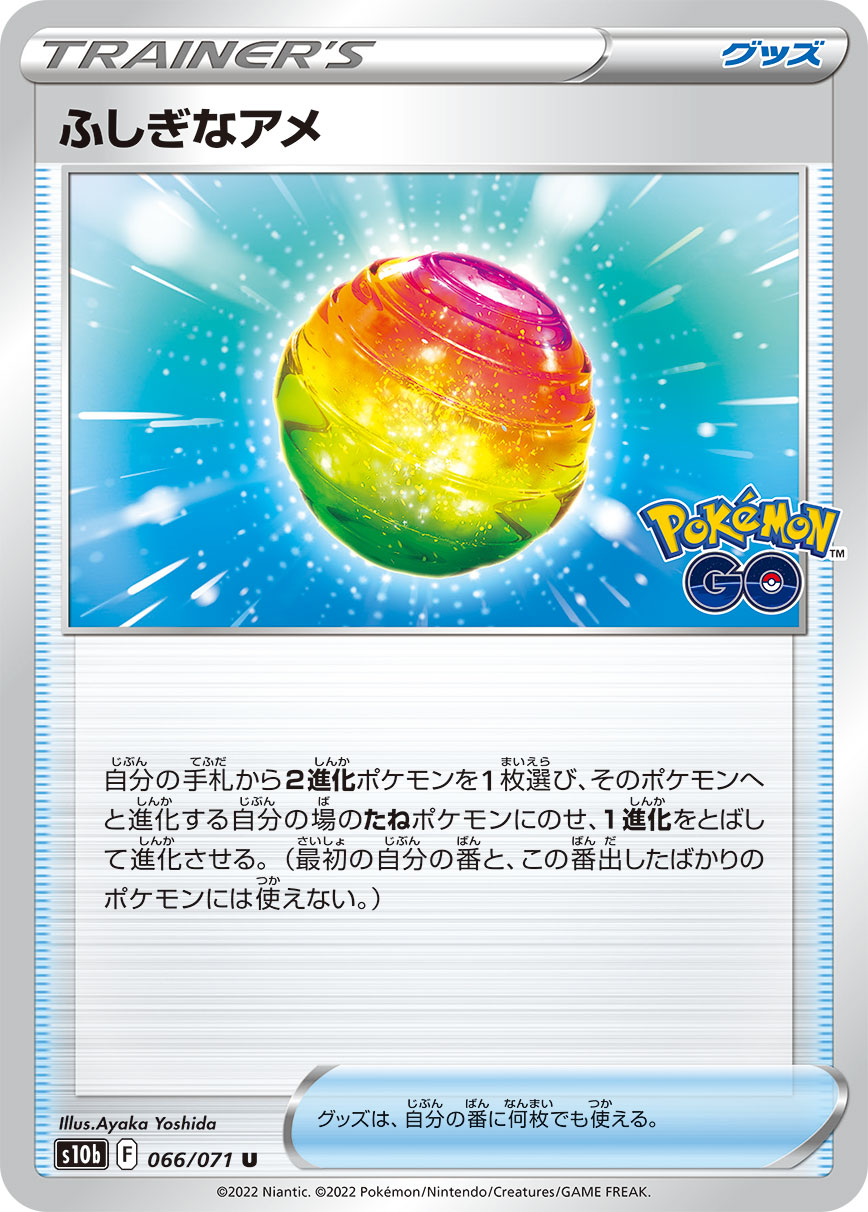 TRAINER'S
グッズ
ふしぎなアメ
POKÉMON™
GO
自分の手札から2進化ポケモンを1枚選び、そのポケモンへ
と進化する自分の場のたねポケモンにのせ、1進化をとばし
て進化させる。（最初の自分の番と、この番出したばかりの
ポケモンには使えない。）
グッズは、自分の番に何枚でも使える。
Illus.Ayaka Yoshida
s10b F 066/071 U
©2022 Niantic. ©2022 Pokémon/Nintendo/Creatures/GAME FREAK.